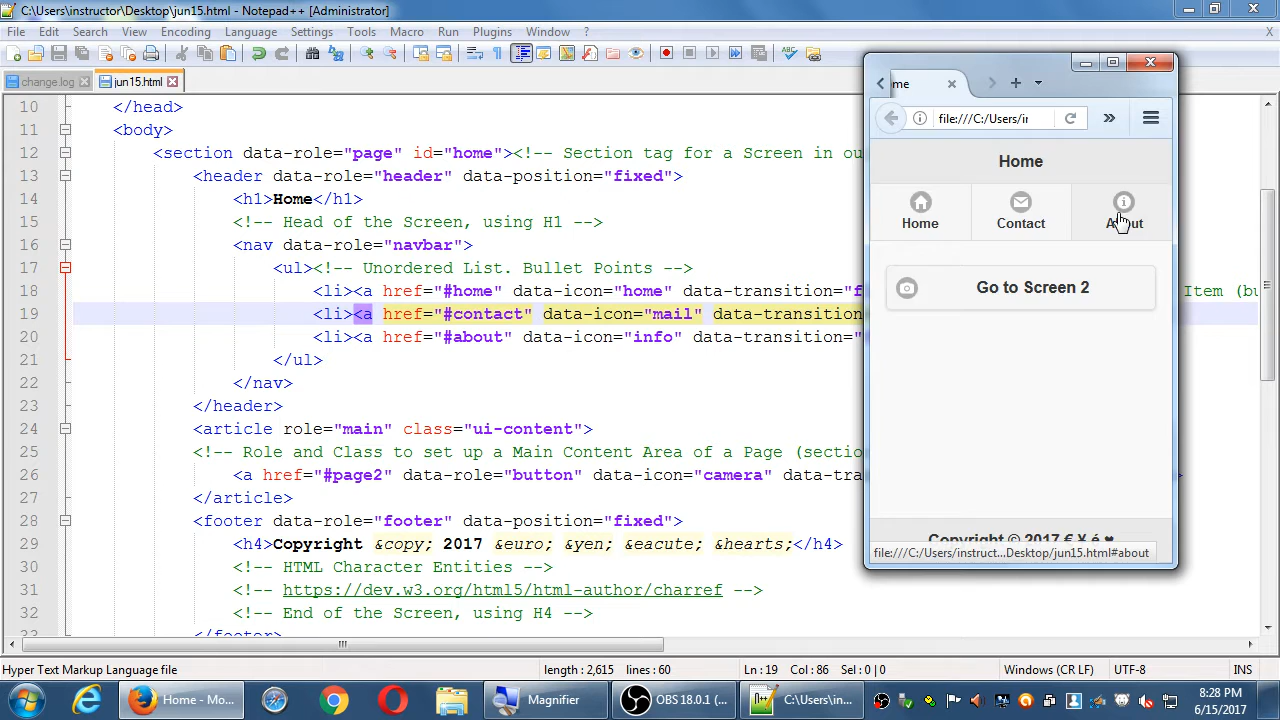 C:\Users\instructor\Desktop\jun15.html - Notepad++ [Administrator]
File Edit Search View Encoding Language Settings Tools Macro Run Plugins Window ? X
change.log jun15.html
10 </head>
11 <body>
12 <section data-role="page" id="home"><!-- Section tag for a Screen in ou
13 <header data-role="header" data-position="fixed">
14 <h1>Home</h1>
15 <!-- Head of the Screen, using H1 -->
16 <nav data-role="navbar">
17 <ul><!-- Unordered List. Bullet Points -->
18 <li><a href="#home" data-icon="home" data-transition="f Item (bu
19 <li><a href="#contact" data-icon="mail" data-transition
20 <li><a href="#about" data-icon="info" data-transition="
21 </ul>
22 </nav>
23 </header>
24 <article role="main" class="ui-content">
25 <!-- Role and Class to set up a Main Content Area of a Page (sectio
26 <a href="#page2" data-role="button" data-icon="camera" data-tra >
27 </article>
28 <footer data-role="footer" data-position="fixed">
29 <h4>Copyright &copy; 2017 &euro; &yen; &eacute; &hearts;</h4>
30 <!-- HTML Character Entities -->
31 <!-- https://dev.w3.org/html5/html-author/charref -->
32 <!-- End of the Screen, using H4 -->
33 </footer>
me
file:///C:/Users/ir
Home
Home Contact About
Go to Screen 2
Copyright © 2017 € ¥ é ♥
file:///C:/Users/instruct...Desktop/jun15.html#about
Hyper Text Markup Language file length : 2,615 lines : 60 Ln : 19 Col : 86 Sel : 0 | 0 Windows (CR LF) UTF-8 INS
Home - Mo... Magnifier OBS 18.0.1 (... C:\Users\in... 8:28 PM
6/15/2017